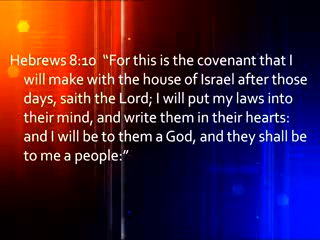 Hebrews 8:10 “For this is the covenant that I
will make with the house of Israel after those
days, saith the Lord; I will put my laws into
their mind, and write them in their hearts:
and I will be to them a God, and they shall be
to me a people:”